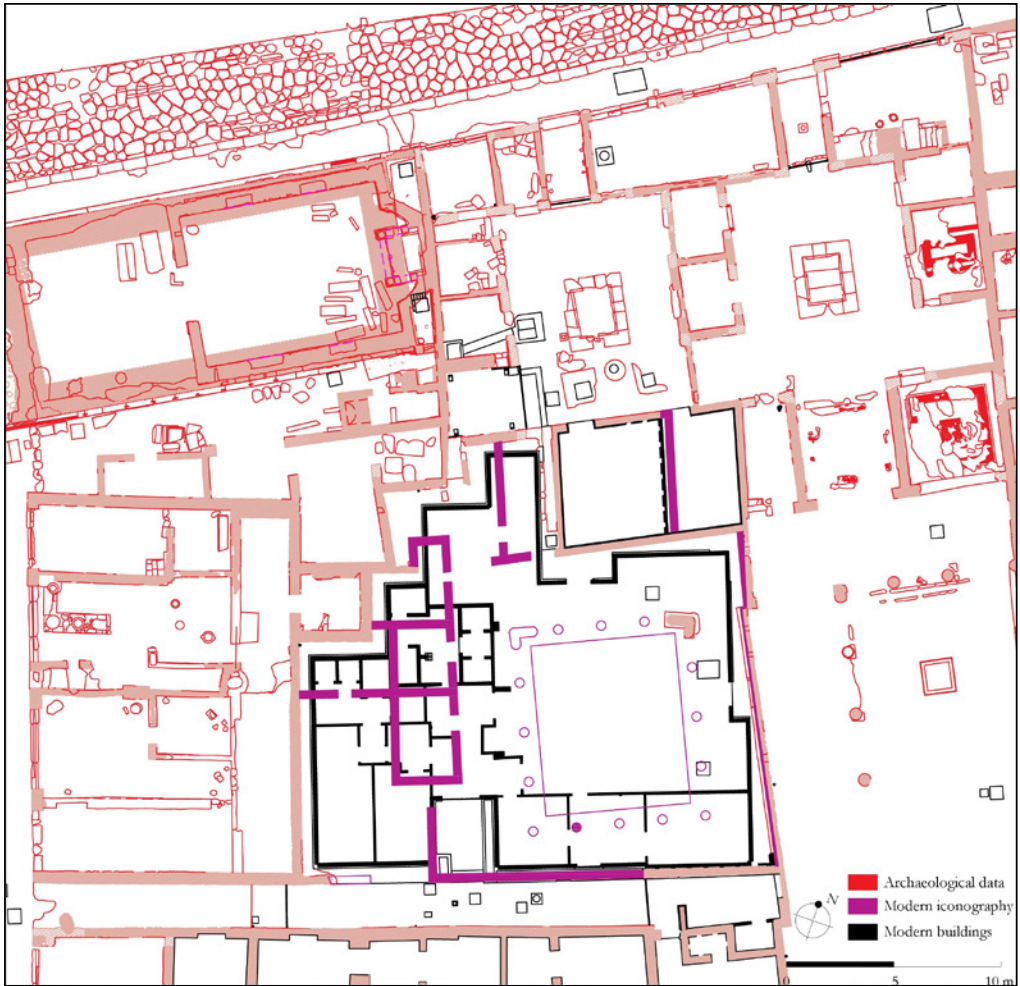 Archaeological data
N
Modern iconography
Modern buildings
0 5 10 m